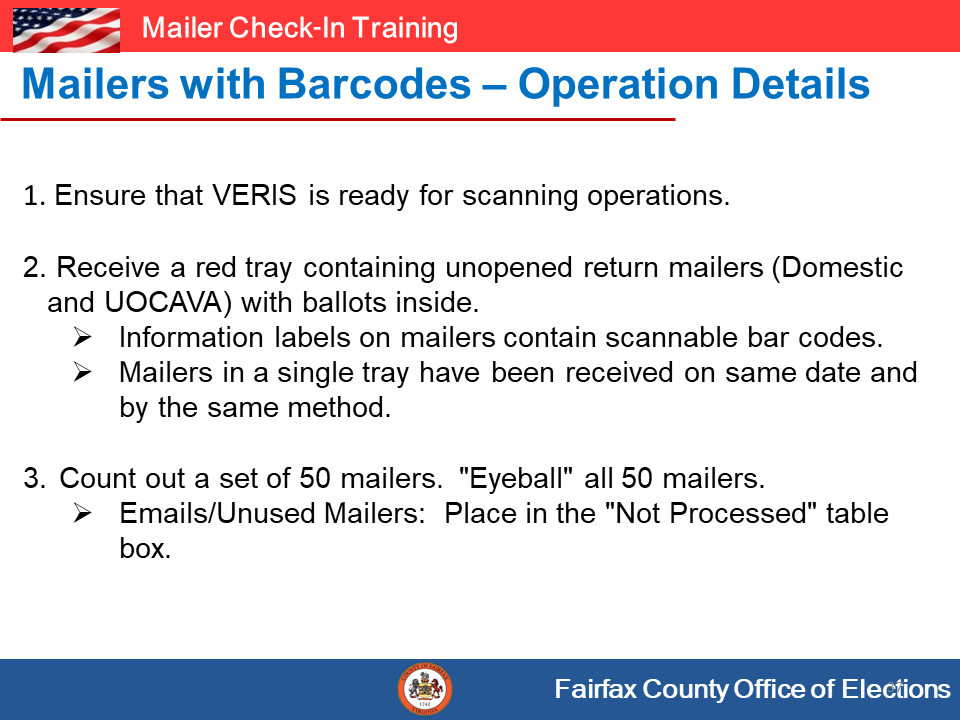 Mailer Check-In Training
Mailers with Barcodes – Operation Details
1. Ensure that VERIS is ready for scanning operations.
2. Receive a red tray containing unopened return mailers (Domestic
and UOCAVA) with ballots inside.
➢ Information labels on mailers contain scannable bar codes.
➢ Mailers in a single tray have been received on same date and
by the same method.
3. Count out a set of 50 mailers. "Eyeball" all 50 mailers.
➢ Emails/Unused Mailers: Place in the "Not Processed" table
box.
1742
Fairfax County Office of Elections